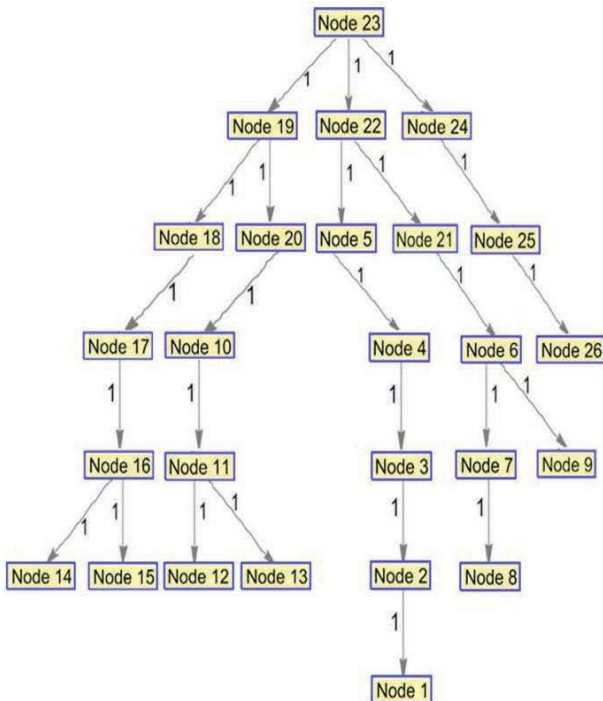 Node 23
1 1 1
Node 19 Node 22 Node 24
1 1 1 1 1
Node 18 Node 20 Node 5 Node 21 Node 25
1 1 1 1 1
Node 17 Node 10 Node 4 Node 6 Node 26
1 1 1 1 1
Node 16 Node 11 Node 3 Node 7 Node 9
1 1 1 1 1 1
Node 14 Node 15 Node 12 Node 13 Node 2 Node 8
1
Node 1